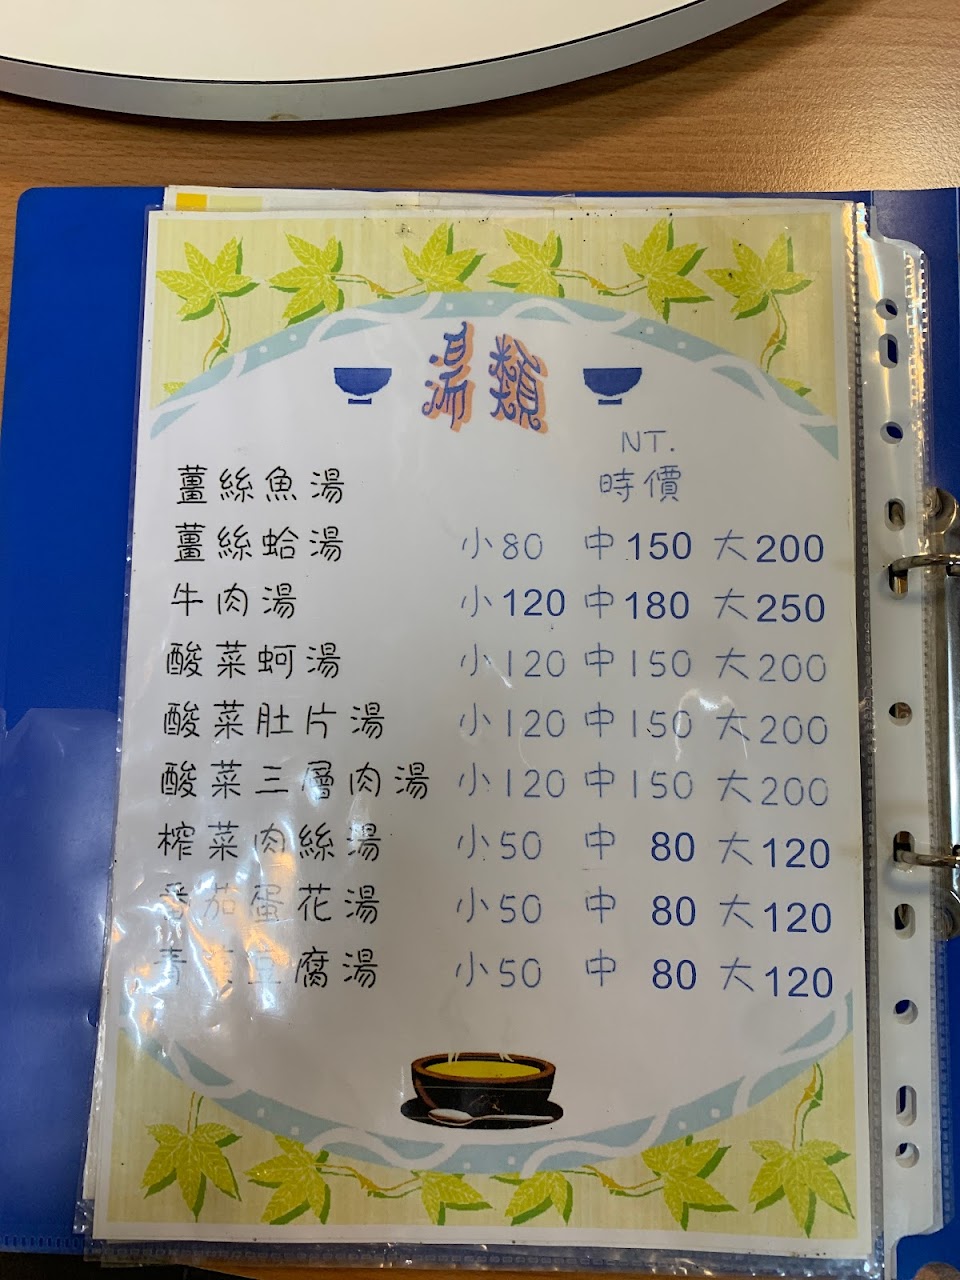 湯類
NT.
薑絲魚湯 時價
薑絲蛤湯 小80 中150 大200
牛肉湯 小120 中180 大250
酸菜蚵湯 小120 中150 大200
酸菜肚片湯 小120 中150 大200
酸菜三層肉湯 小120 中150 大200
榨菜肉絲湯 小50 中 80 大120
番茄蛋花湯 小50 中 80 大120
青菜豆腐湯 小50 中 80 大120